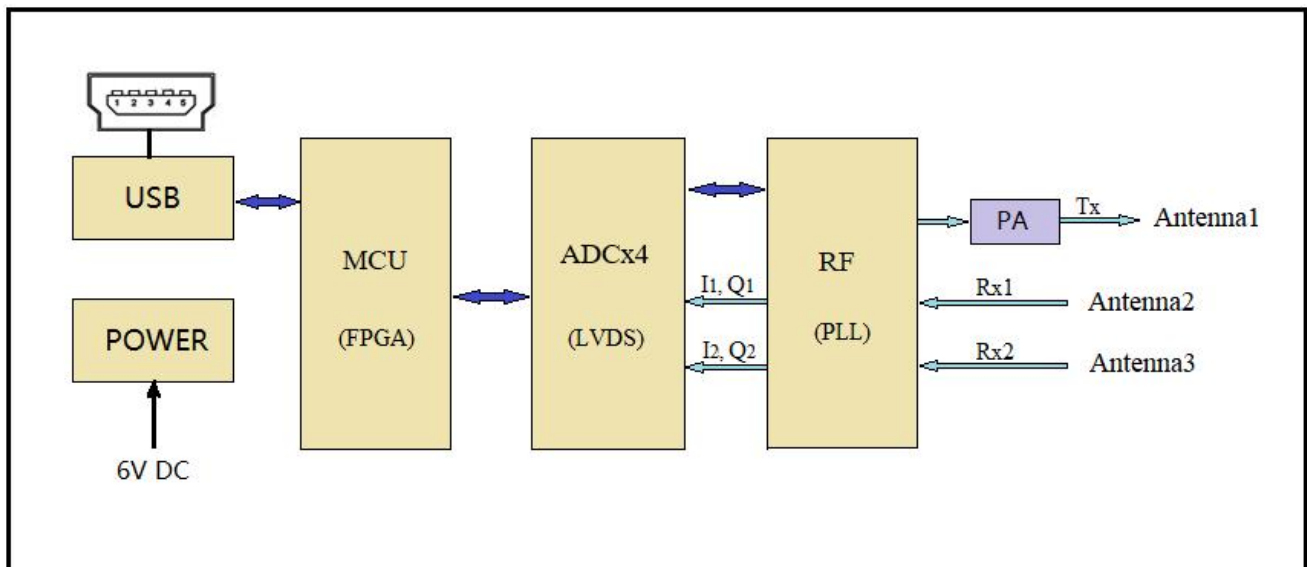 1 2 3 4 5
USB
POWER
6V DC
MCU
(FPGA)
ADCx4
(LVDS)
I1, Q1
I2, Q2
RF
(PLL)
PA
Tx
Antenna1
Rx1
Antenna2
Rx2
Antenna3